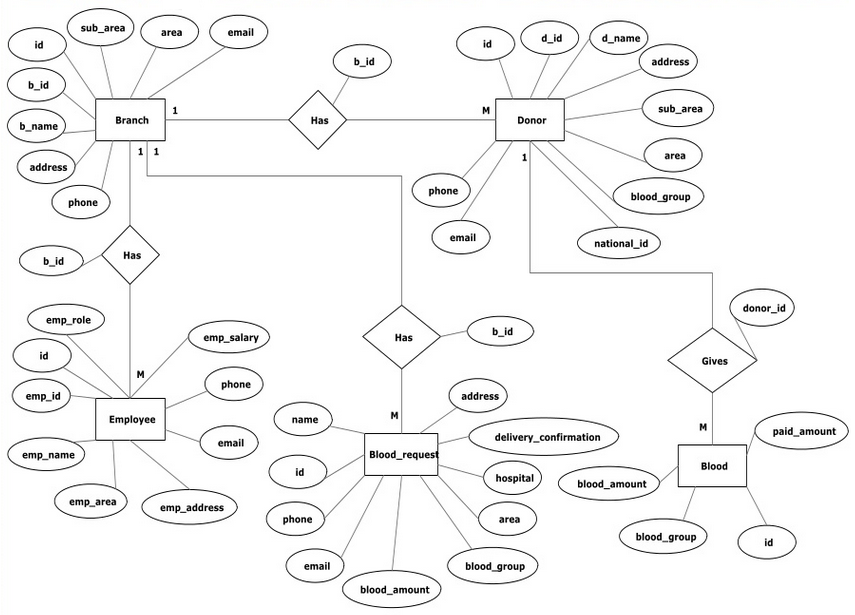 sub_area
area
email
id
b_id
b_name
address
phone
Branch
1
Has
b_id
M
id
d_id
d_name
address
sub_area
area
blood_group
national_id
email
phone
Donor
1
1
1
Has
b_id
M
emp_role
id
emp_id
emp_name
emp_area
emp_address
email
phone
emp_salary
Employee
Has
b_id
M
name
id
phone
email
blood_amount
blood_group
area
hospital
delivery_confirmation
address
Blood_request
donor_id
Gives
M
Blood
paid_amount
blood_amount
blood_group
id